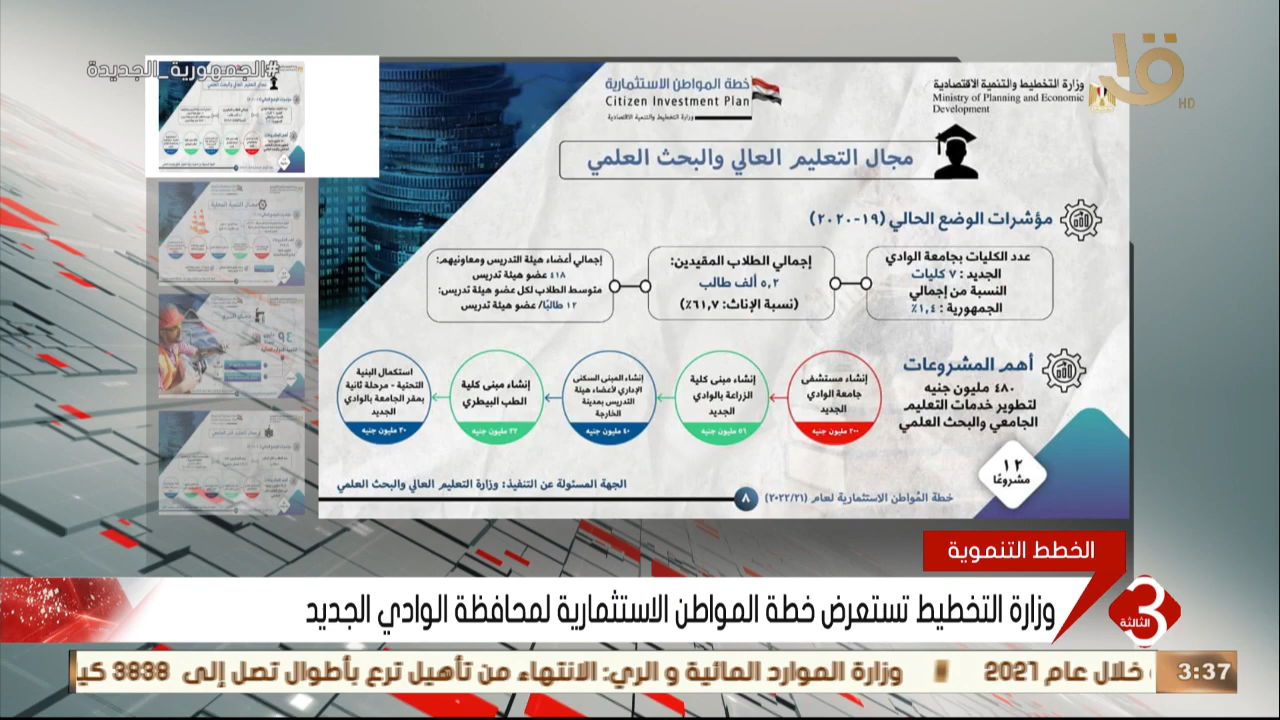 #الجمهورية_الجديدة
HD
خطة المواطن الاستثمارية
Citizen Investment Plan
وزارة التخطيط والتنمية الاقتصادية
وزارة التخطيط والتنمية الاقتصادية
Ministry of Planning and Economic
Development
مجال التعليم العالي والبحث العلمي
مؤشرات الوضع الحالي (١٩-٢٠٢٠)
عدد الكليات بجامعة الوادي
الجديد : ٧ كليات
النسبة من إجمالي
الجمهورية : ١,٤٪
إجمالي الطلاب المقيدين:
٥,٢ ألف طالب
(نسبة الإناث: ٦١,٧٪)
إجمالي أعضاء هيئة التدريس ومعاونيهم:
٤١٨ عضو هيئة تدريس
متوسط الطلاب لكل عضو هيئة تدريس:
١٢ طالبًا/ عضو هيئة تدريس
أهم المشروعات
٤٨٠ مليون جنيه
لتطوير خدمات التعليم
الجامعي والبحث العلمي
إنشاء مستشفى
جامعة الوادي
الجديد
٢٠٠ مليون جنيه
إنشاء مبنى كلية
الزراعة بالوادي
الجديد
٥٦ مليون جنيه
إنشاء المبنى السكنى
الإداري لأعضاء هيئة
التدريس بمدينة
الخارجة
٤٠ مليون جنيه
إنشاء مبنى كلية
الطب البيطري
٣٢ مليون جنيه
استكمال البنية
التحتية - مرحلة ثانية
بمقر الجامعة بالوادي
الجديد
٣٠ مليون جنيه
١٢
مشروعًا
الجهة المسئولة عن التنفيذ: وزارة التعليم العالي والبحث العلمي
خطة المُواطن الاستثمارية لعام (٢٠٢٢/٢١)
٨
الخطط التنموية
وزارة التخطيط تستعرض خطة المواطن الاستثمارية لمحافظة الوادي الجديد
3
الثالثة
3:37
خلال عام 2021 وزارة الموارد المائية و الري: الانتهاء من تأهيل ترع بأطوال تصل إلى 3838 كي